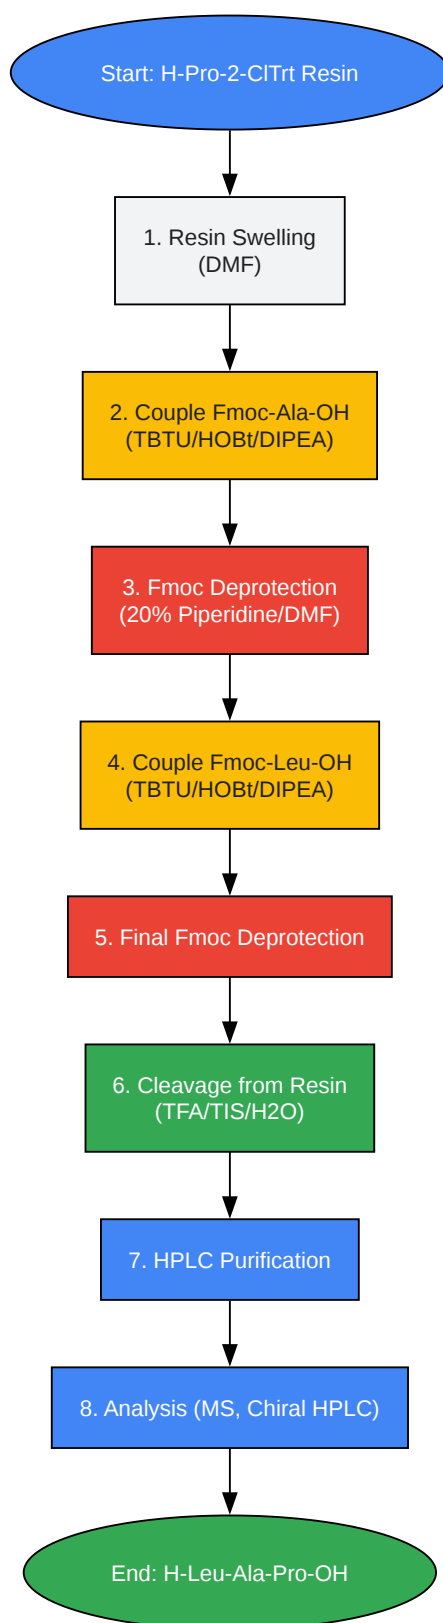 Start: H-Pro-2-ClTrt Resin
1. Resin Swelling
(DMF)
2. Couple Fmoc-Ala-OH
(TBTU/HOBt/DIPEA)
3. Fmoc Deprotection
(20% Piperidine/DMF)
4. Couple Fmoc-Leu-OH
(TBTU/HOBt/DIPEA)
5. Final Fmoc Deprotection
6. Cleavage from Resin
(TFA/TIS/H2O)
7. HPLC Purification
8. Analysis (MS, Chiral HPLC)
End: H-Leu-Ala-Pro-OH